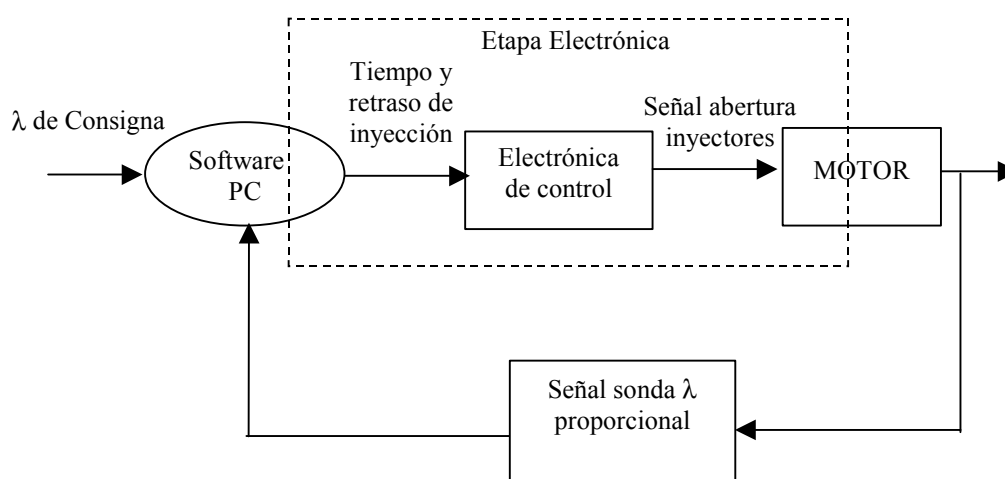 Etapa Electrónica
Tiempo y
retraso de
inyección
Señal abertura
inyectores
λ de Consigna
Software
PC
Electrónica
de control
MOTOR
Señal sonda λ
proporcional